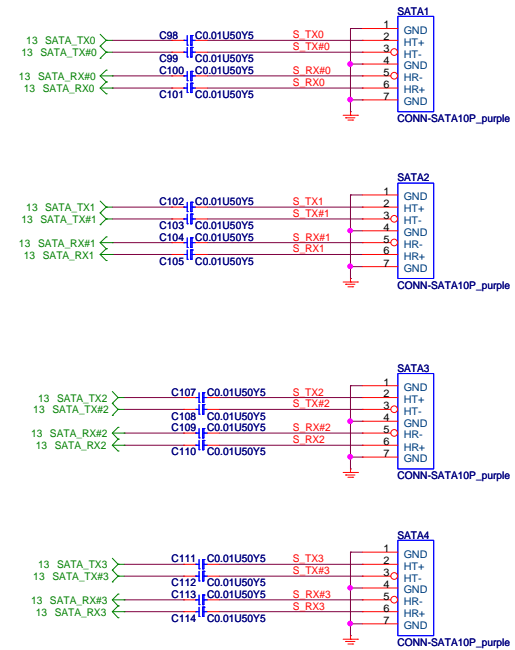 SATA1
13 SATA_TX0 C98 C0.01U50Y5 S_TX0 1 GND
13 SATA_TX#0 C99 S_TX#0 2 HT+
3 HT-
4 GND
13 SATA_RX#0 C100 C0.01U50Y5 S_RX#0 5 HR-
13 SATA_RX0 C101 C0.01U50Y5 S_RX0 6 HR+
7 GND
CONN-SATA10P_purple
SATA2
1 GND
13 SATA_TX1 C102 C0.01U50Y5 S_TX1 2 HT+
13 SATA_TX#1 C103 C0.01U50Y5 S_TX#1 3 HT-
4 GND
13 SATA_RX#1 C104 C0.01U50Y5 S_RX#1 5 HR-
13 SATA_RX1 C105 S_RX1 6 HR+
7 GND
CONN-SATA10P_purple
SATA3
1 GND
13 SATA_TX2 C107 C0.01U50Y5 S_TX2 2 HT+
13 SATA_TX#2 C108 C0.01U50Y5 S_TX#2 3 HT-
4 GND
13 SATA_RX#2 C109 C0.01U50Y5 S_RX#2 5 HR-
13 SATA_RX2 C110 C0.01U50Y5 S_RX2 6 HR+
7 GND
CONN-SATA10P_purple
SATA4
1 GND
13 SATA_TX3 C111 C0.01U50Y5 S_TX3 2 HT+
13 SATA_TX#3 C112 C0.01U50Y5 S_TX#3 3 HT-
4 GND
13 SATA_RX#3 C113 C0.01U50Y5 S_RX#3 5 HR-
13 SATA_RX3 C114 C0.01U50Y5 S_RX3 6 HR+
7 GND
CONN-SATA10P_purple